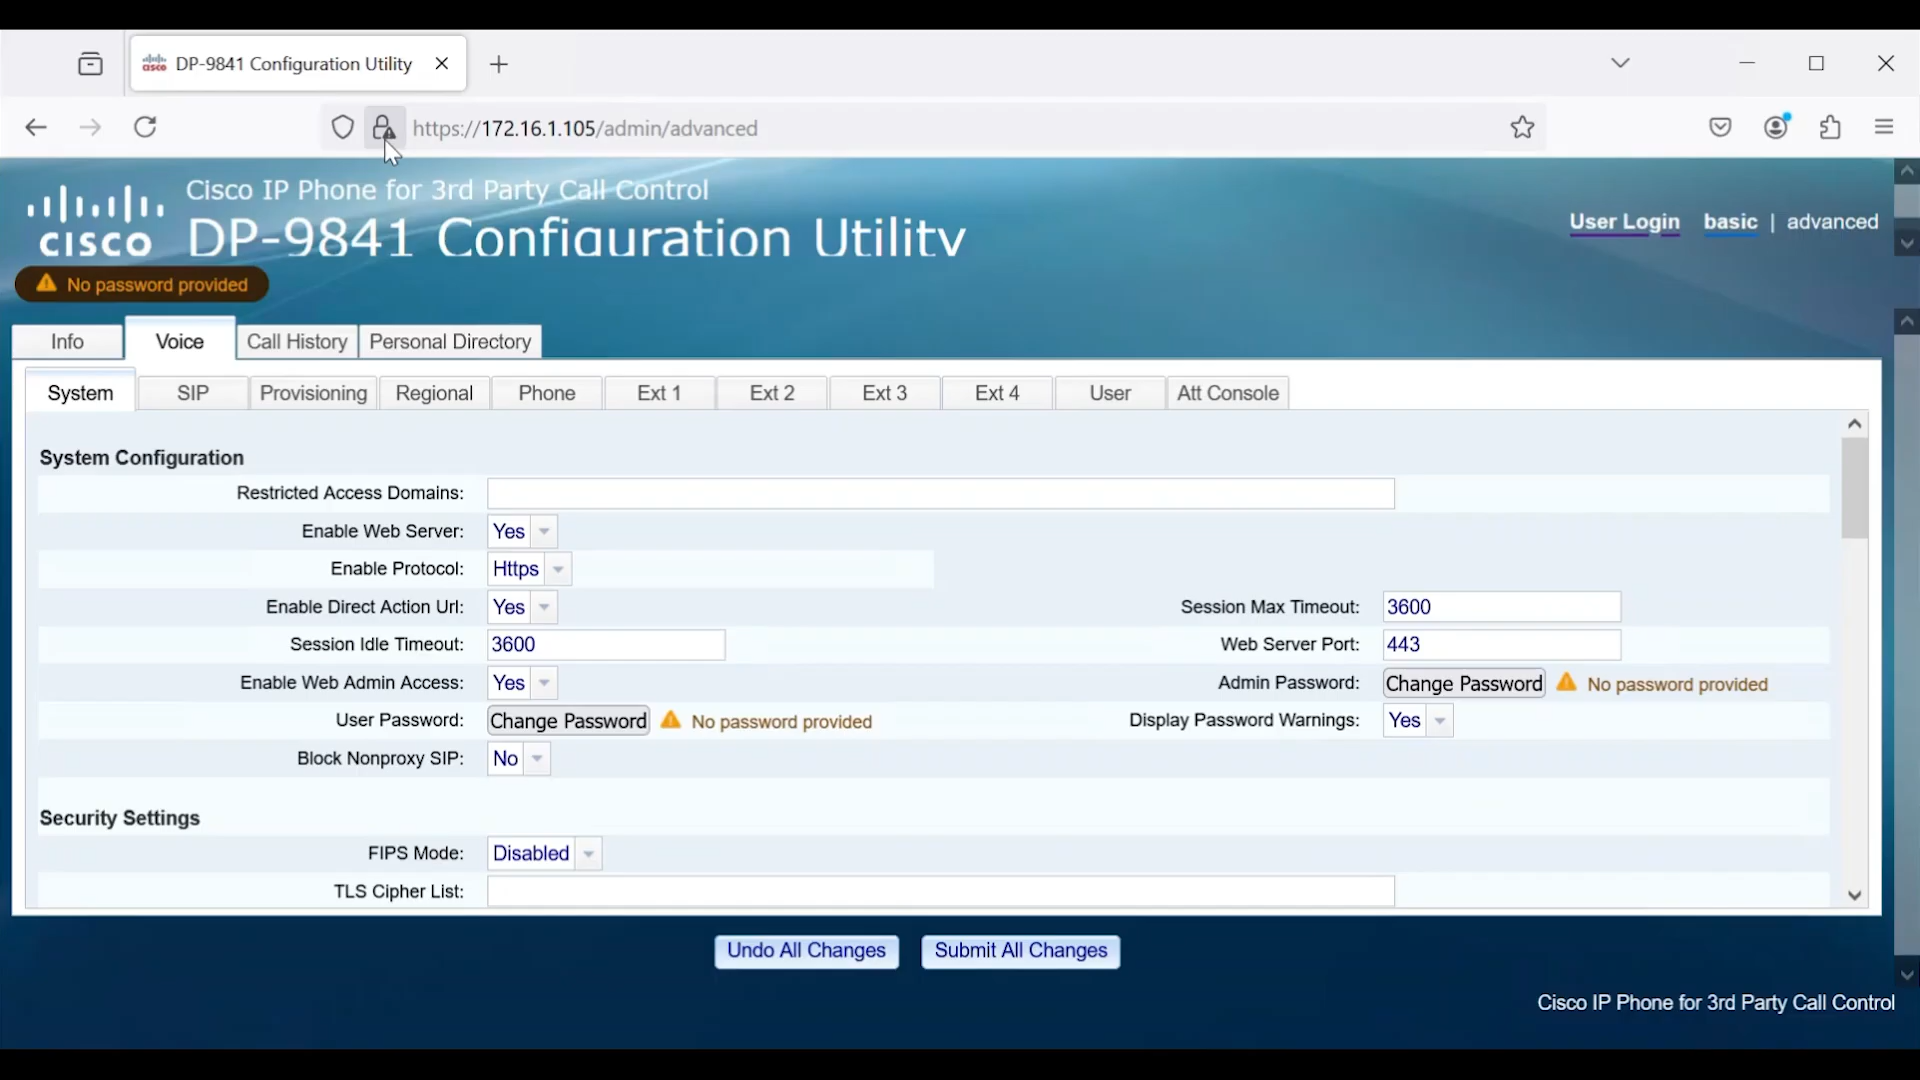 DP-9841 Configuration Utility
https://172.16.1.105/admin/advanced
Cisco IP Phone for 3rd Party Call Control
CISCO DP-9841 Configuration Utility
User Login basic | advanced
No password provided
Info Voice Call History Personal Directory
System SIP Provisioning Regional Phone Ext 1 Ext 2 Ext 3 Ext 4 User Att Console
System Configuration
Restricted Access Domains:
Enable Web Server: Yes
Enable Protocol: Https
Enable Direct Action Url: Yes Session Max Timeout: 3600
Session Idle Timeout: 3600 Web Server Port: 443
Enable Web Admin Access: Yes Admin Password: Change Password No password provided
User Password: Change Password No password provided Display Password Warnings: Yes
Block Nonproxy SIP: No
Security Settings
FIPS Mode: Disabled
TLS Cipher List:
Undo All Changes Submit All Changes
Cisco IP Phone for 3rd Party Call Control